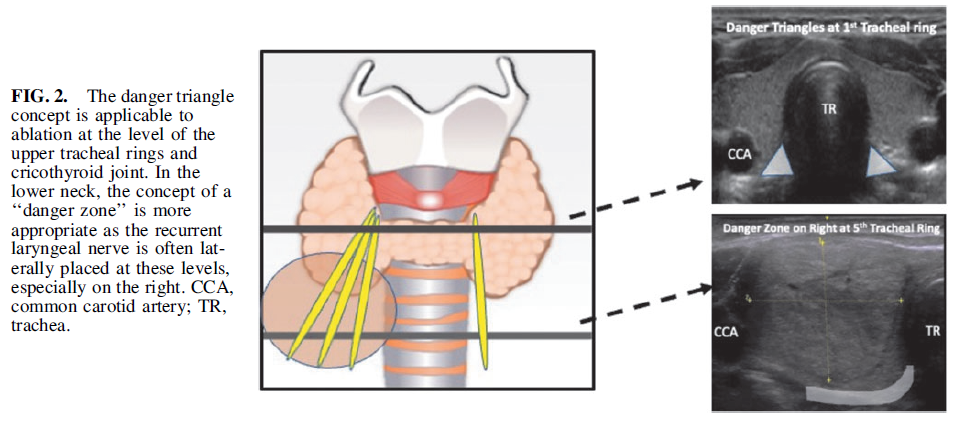 FIG. 2. The danger triangle
concept is applicable to
ablation at the level of the
upper tracheal rings and
cricothyroid joint. In the
lower neck, the concept of a
‘‘danger zone’’ is more
appropriate as the recurrent
laryngeal nerve is often lat-
erally placed at these levels,
especially on the right. CCA,
common carotid artery; TR,
trachea.
Danger Triangles at 1st Tracheal ring
TR
CCA
Danger Zone on Right at 5th Tracheal Ring
CCA
TR